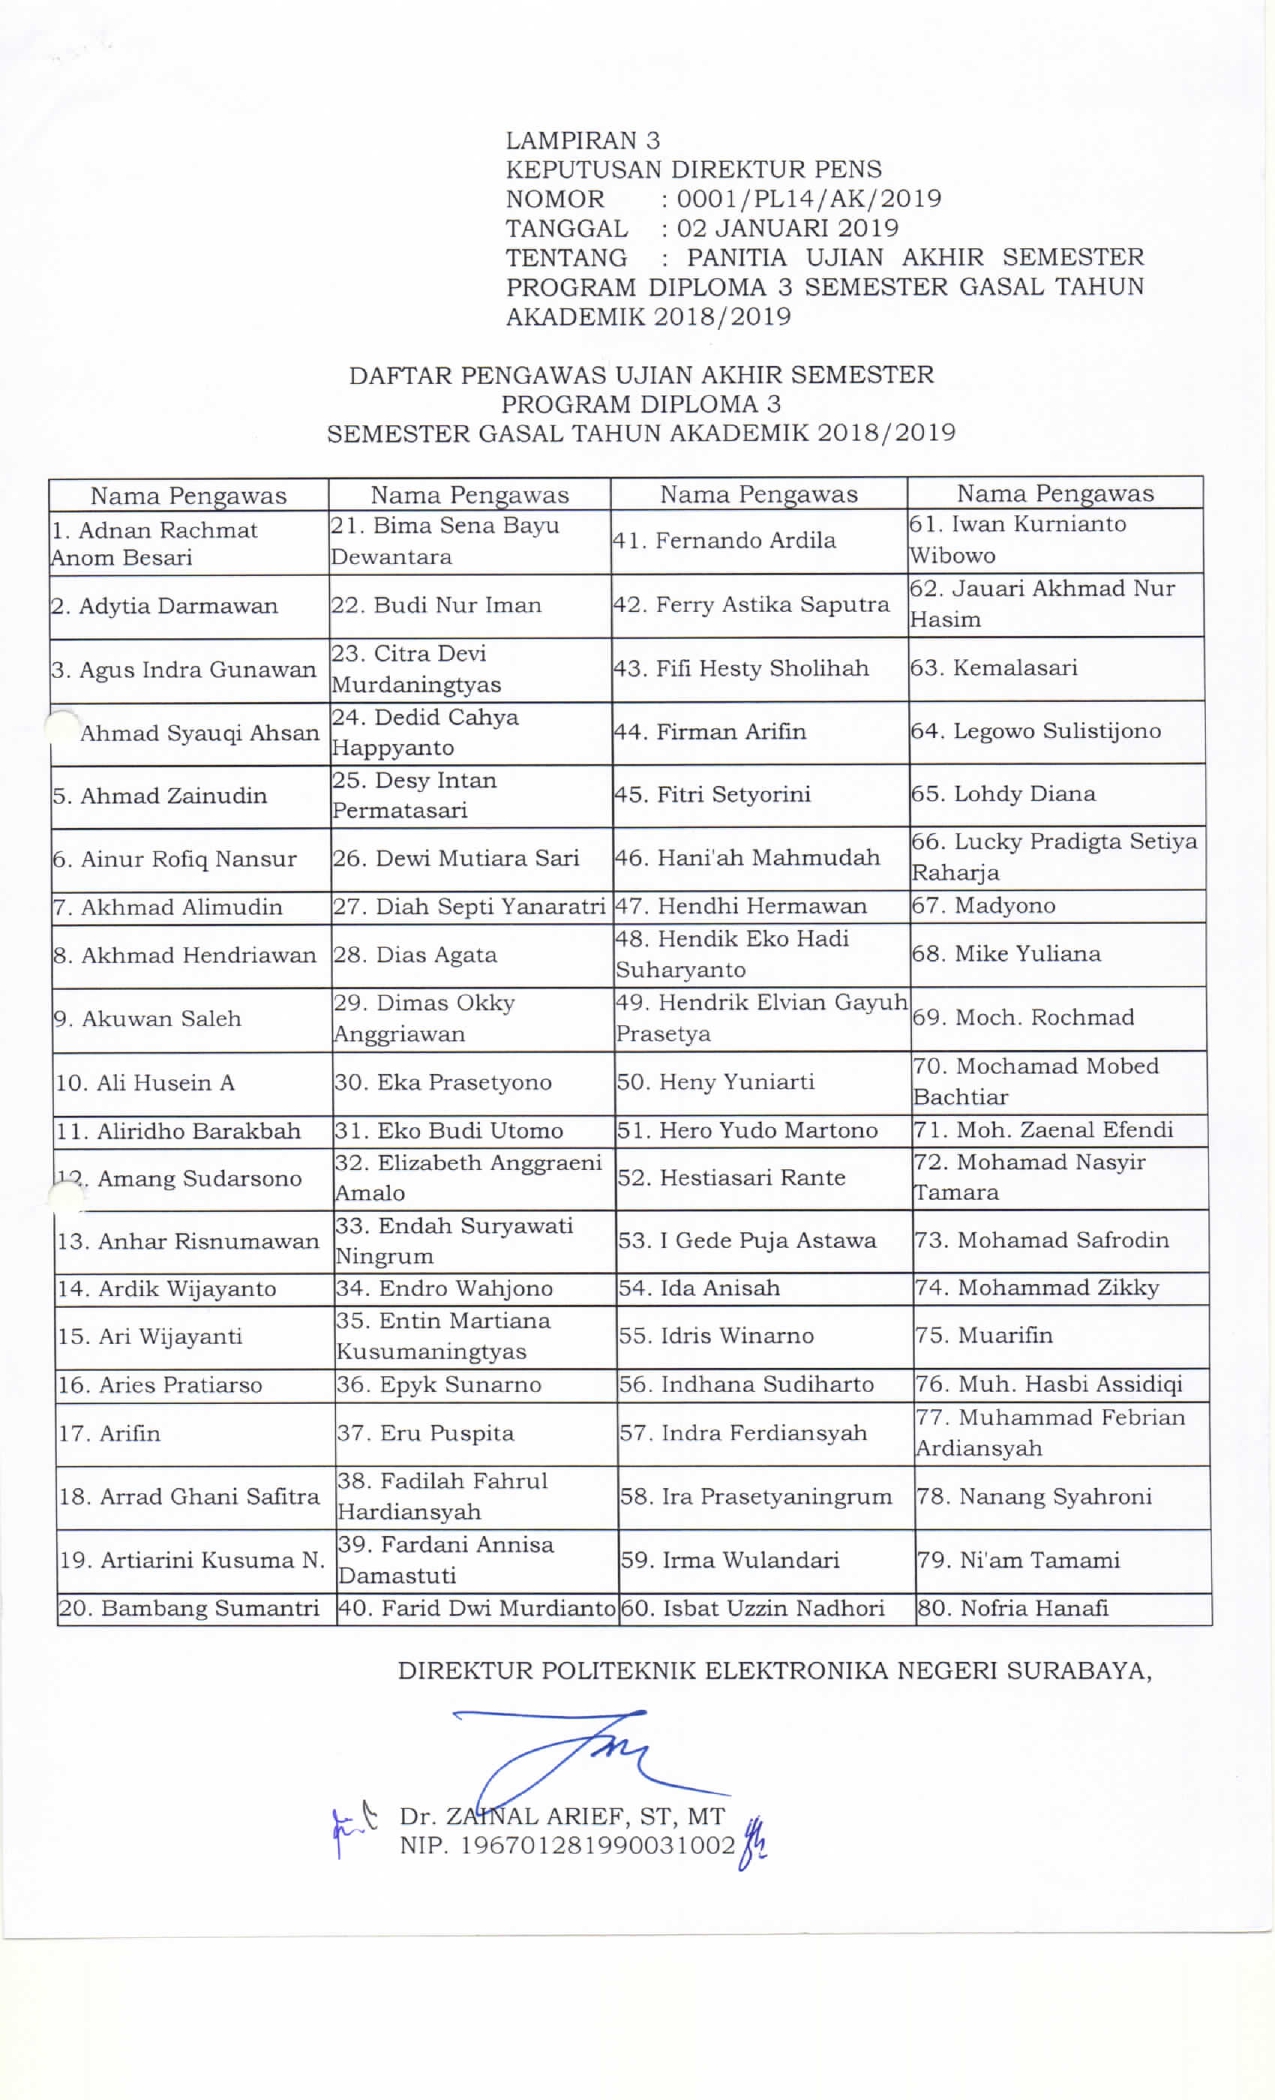 LAMPIRAN 3
KEPUTUSAN DIREKTUR PENS
NOMOR : 0001/PL14/AK/2019
TANGGAL : 02 JANUARI 2019
TENTANG : PANITIA UJIAN AKHIR SEMESTER
PROGRAM DIPLOMA 3 SEMESTER GASAL TAHUN
AKADEMIK 2018/2019
DAFTAR PENGAWAS UJIAN AKHIR SEMESTER
PROGRAM DIPLOMA 3
SEMESTER GASAL TAHUN AKADEMIK 2018/2019
Nama Pengawas
1. Adnan Rachmat
Anom Besari
2. Adytia Darmawan
3. Agus Indra Gunawan
Ahmad Syauqi Ahsan
5. Ahmad Zainudin
6. Ainur Rofiq Nansur
7. Akhmad Alimudin
8. Akhmad Hendriawan
9. Akuwan Saleh
10. Ali Husein A
11. Aliridho Barakbah
12. Amang Sudarsono
13. Anhar Risnumawan
14. Ardik Wijayanto
15. Ari Wijayanti
16. Aries Pratiarso
17. Arifin
18. Arrad Ghani Safitra
19. Artiarini Kusuma N.
20. Bambang Sumantri
Nama Pengawas
21. Bima Sena Bayu
Dewantara
22. Budi Nur Iman
23. Citra Devi
Murdaningtyas
24. Dedid Cahya
Happyanto
25. Desy Intan
Permatasari
26. Dewi Mutiara Sari
27. Diah Septi Yanaratri
28. Dias Agata
29. Dimas Okky
Anggriawan
30. Eka Prasetyono
31. Eko Budi Utomo
32. Elizabeth Anggraeni
Amalo
33. Endah Suryawati
Ningrum
34. Endro Wahjono
35. Entin Martiana
Kusumaningtyas
36. Epyk Sunarno
37. Eru Puspita
38. Fadilah Fahrul
Hardiansyah
39. Fardani Annisa
Damastuti
40. Farid Dwi Murdianto
Nama Pengawas
41. Fernando Ardila
42. Ferry Astika Saputra
43. Fifi Hesty Sholihah
44. Firman Arifin
45. Fitri Setyorini
46. Hani'ah Mahmudah
47. Hendhi Hermawan
48. Hendik Eko Hadi
Suharyanto
49. Hendrik Elvian Gayuh
Prasetya
50. Heny Yuniarti
51. Hero Yudo Martono
52. Hestiasari Rante
53. I Gede Puja Astawa
54. Ida Anisah
55. Idris Winarno
56. Indhana Sudiharto
57. Indra Ferdiansyah
58. Ira Prasetyaningrum
59. Irma Wulandari
60. Isbat Uzzin Nadhori
Nama Pengawas
61. Iwan Kurnianto
Wibowo
62. Jauari Akhmad Nur
Hasim
63. Kemalasari
64. Legowo Sulistijono
65. Lohdy Diana
66. Lucky Pradigta Setiya
Raharja
67. Madyono
68. Mike Yuliana
69. Moch. Rochmad
70. Mochamad Mobed
Bachtiar
71. Moh. Zaenal Efendi
72. Mohamad Nasyir
Tamara
73. Mohamad Safrodin
74. Mohammad Zikky
75. Muarifin
76. Muh. Hasbi Assidiqi
77. Muhammad Febrian
Ardiansyah
78. Nanang Syahroni
79. Ni'am Tamami
80. Nofria Hanafi
DIREKTUR POLITEKNIK ELEKTRONIKA NEGERI SURABAYA,
Dr. ZAINAL ARIEF, ST, MT
NIP. 196701281990031002